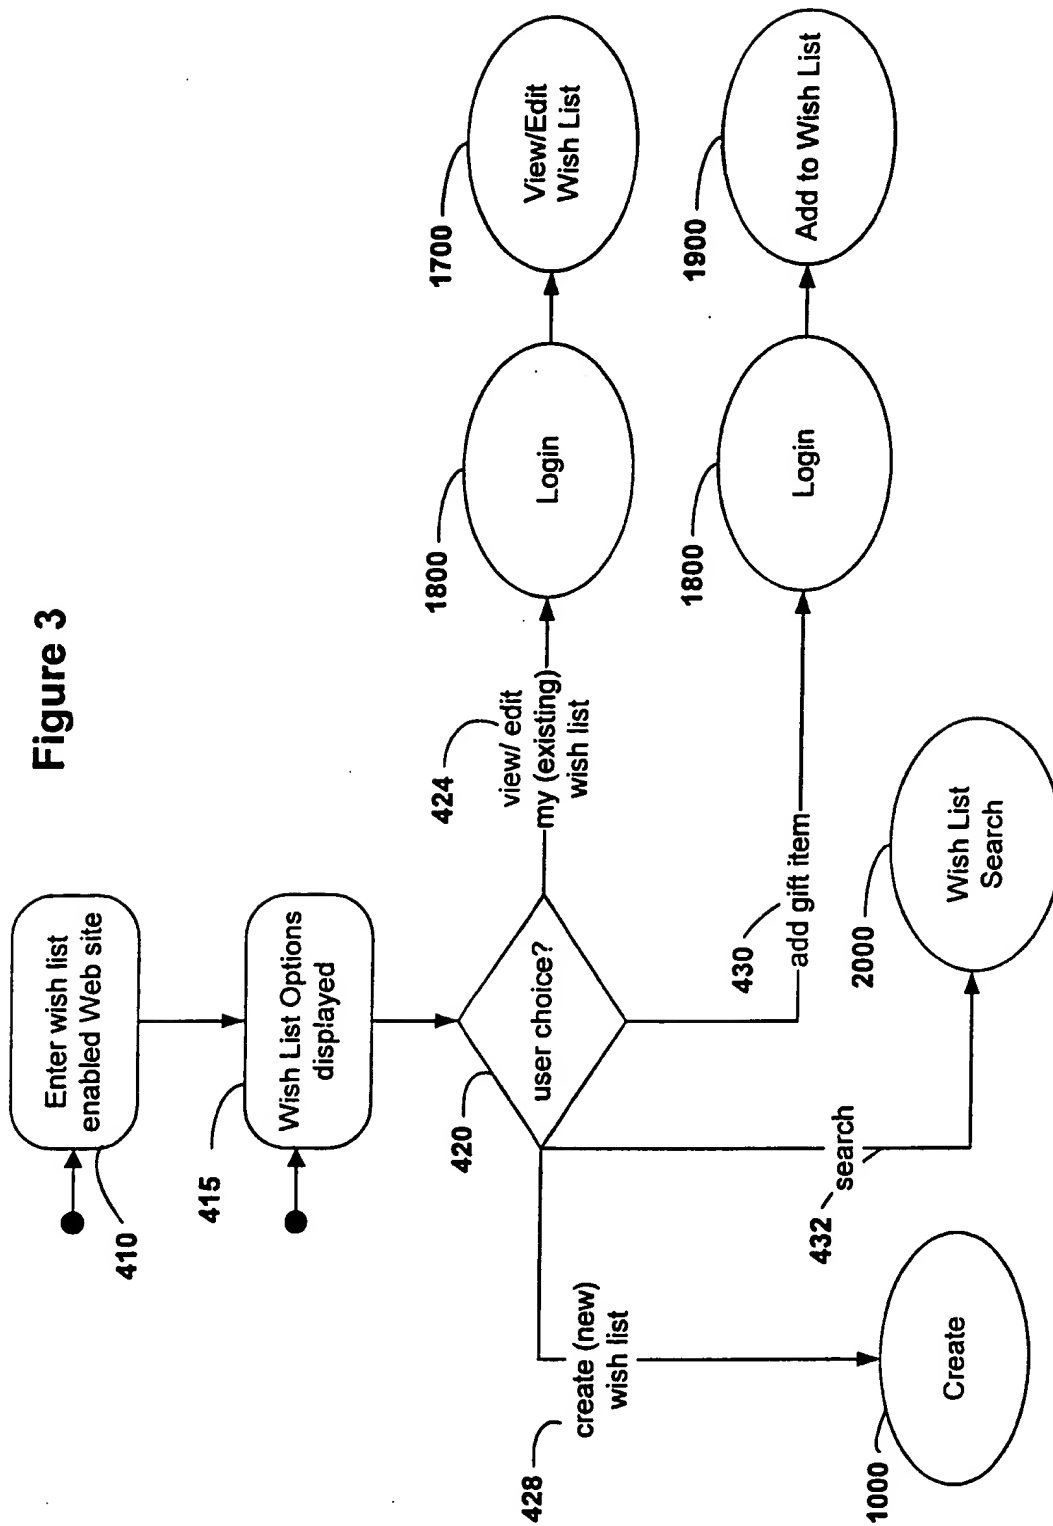 Figure 3
Enter wish list
enabled Web site
410
Wish List Options
displayed
415
user choice?
420
424
view/ edit
my (existing)
wish list
1800
Login
1700
View/Edit
Wish List
430
add gift item
1800
Login
1900
Add to Wish List
432
search
2000
Wish List
Search
428
create (new)
wish list
1000
Create